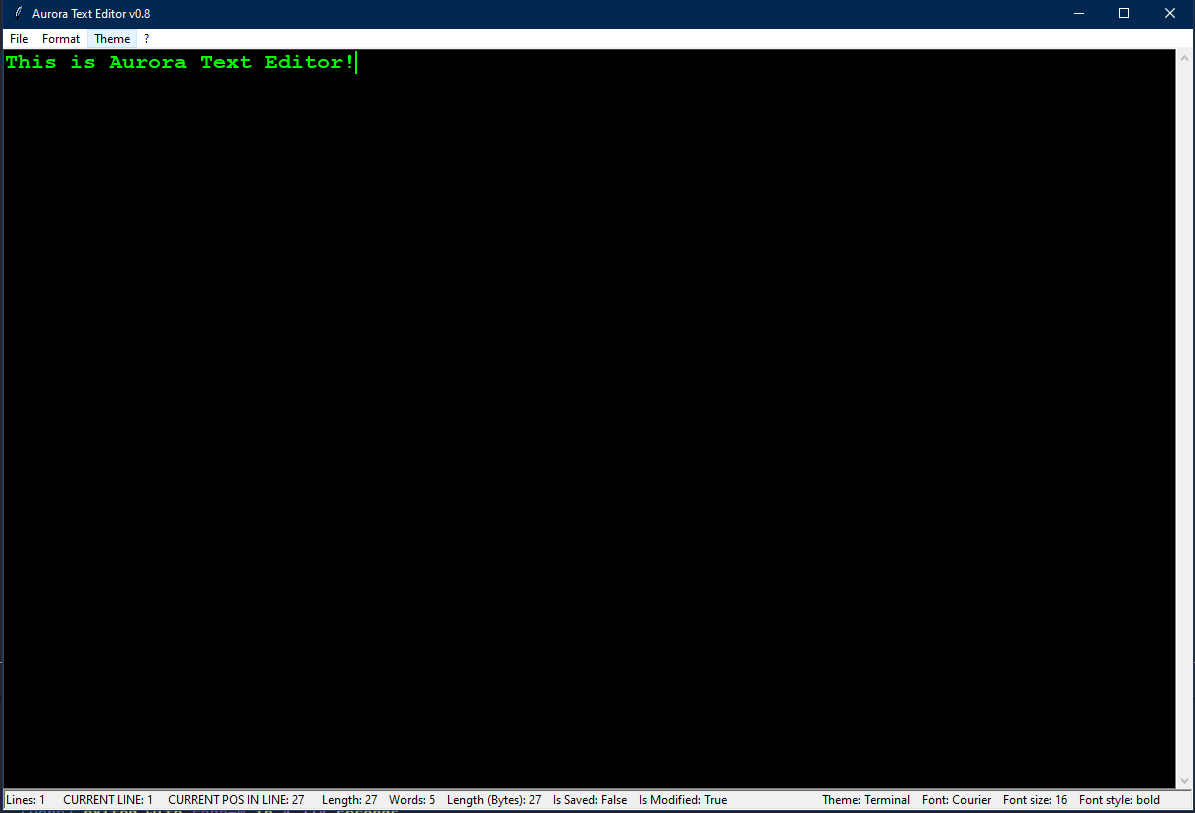 Aurora Text Editor v0.8
File Format Theme ?
This is Aurora Text Editor!
Lines: 1 CURRENT LINE: 1 CURRENT POS IN LINE: 27 Length: 27 Words: 5 Length (Bytes): 27 Is Saved: False Is Modified: True Theme: Terminal Font: Courier Font size: 16 Font style: bold